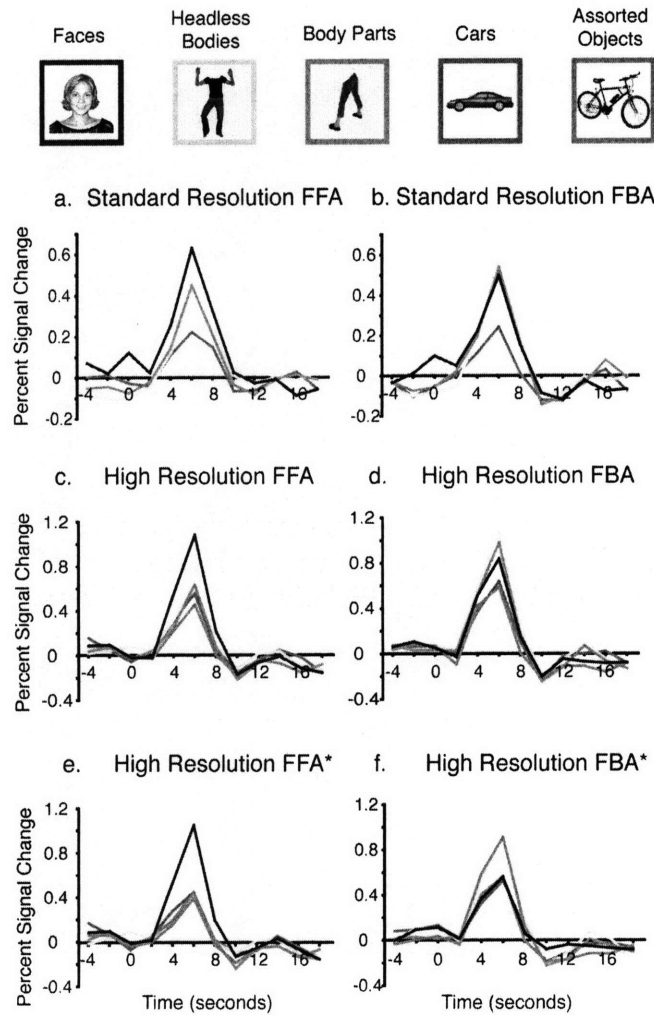 Faces
Headless
Bodies
Body Parts
Cars
Assorted
Objects
a. Standard Resolution FFA
b. Standard Resolution FBA
Percent Signal Change
0.6
0.4
0.2
0
-0.2
-4 0 4 8 12 16
0.6
0.4
0.2
0
-0.2
-4 0 4 8 12 16
c. High Resolution FFA
d. High Resolution FBA
Percent Signal Change
1.2
0.8
0.4
0
-0.4
-4 0 4 8 12 16
1.2
0.8
0.4
0
-0.4
-4 0 4 8 12 16
e. High Resolution FFA*
f. High Resolution FBA*
Percent Signal Change
1.2
0.8
0.4
0
-0.4
-4 0 4 8 12 16
1.2
0.8
0.4
0
-0.4
-4 0 4 8 12 16
Time (seconds)
Time (seconds)